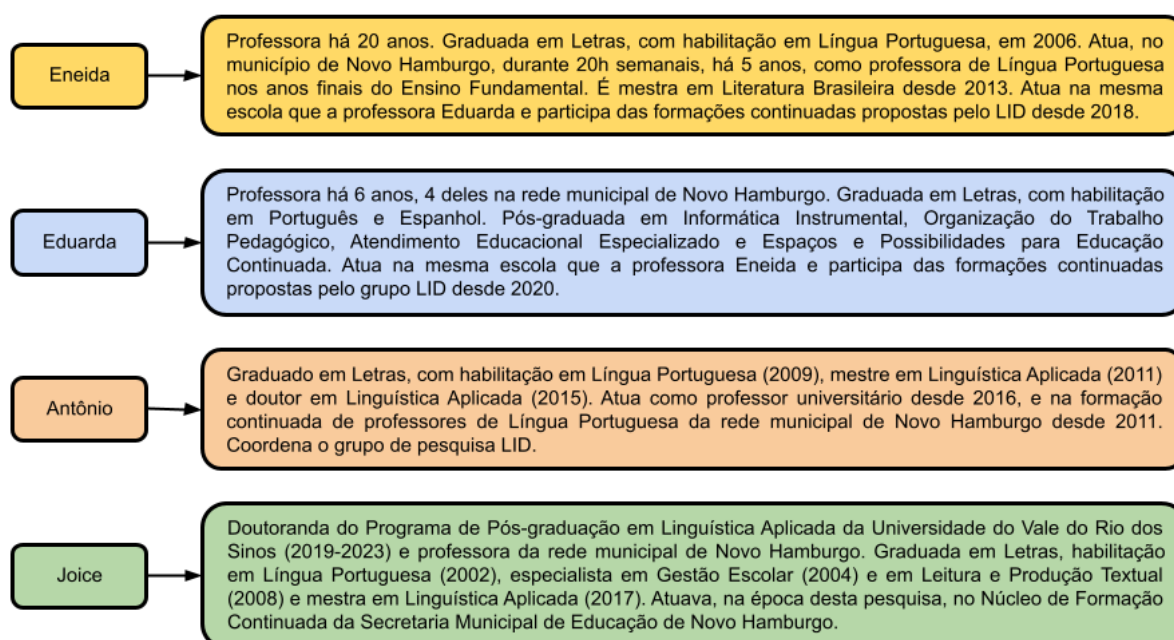 Eneida
Professora há 20 anos. Graduada em Letras, com habilitação em Língua Portuguesa, em 2006. Atua, no
município de Novo Hamburgo, durante 20h semanais, há 5 anos, como professora de Língua Portuguesa
nos anos finais do Ensino Fundamental. É mestra em Literatura Brasileira desde 2013. Atua na mesma
escola que a professora Eduarda e participa das formações continuadas propostas pelo LID desde 2018.
Eduarda
Professora há 6 anos, 4 deles na rede municipal de Novo Hamburgo. Graduada em Letras, com habilitação
em Português e Espanhol. Pós-graduada em Informática Instrumental, Organização do Trabalho
Pedagógico, Atendimento Educacional Especializado e Espaços e Possibilidades para Educação
Continuada. Atua na mesma escola que a professora Eneida e participa das formações continuadas
propostas pelo grupo LID desde 2020.
Antônio
Graduado em Letras, com habilitação em Língua Portuguesa (2009), mestre em Linguística Aplicada (2011)
e doutor em Linguística Aplicada (2015). Atua como professor universitário desde 2016, e na formação
continuada de professores de Língua Portuguesa da rede municipal de Novo Hamburgo desde 2011.
Coordena o grupo de pesquisa LID.
Joice
Doutoranda do Programa de Pós-graduação em Linguística Aplicada da Universidade do Vale do Rio dos
Sinos (2019-2023) e professora da rede municipal de Novo Hamburgo. Graduada em Letras, habilitação
em Língua Portuguesa (2002), especialista em Gestão Escolar (2004) e em Leitura e Produção Textual
(2008) e mestra em Linguística Aplicada (2017). Atuava, na época desta pesquisa, no Núcleo de Formação
Continuada da Secretaria Municipal de Educação de Novo Hamburgo.